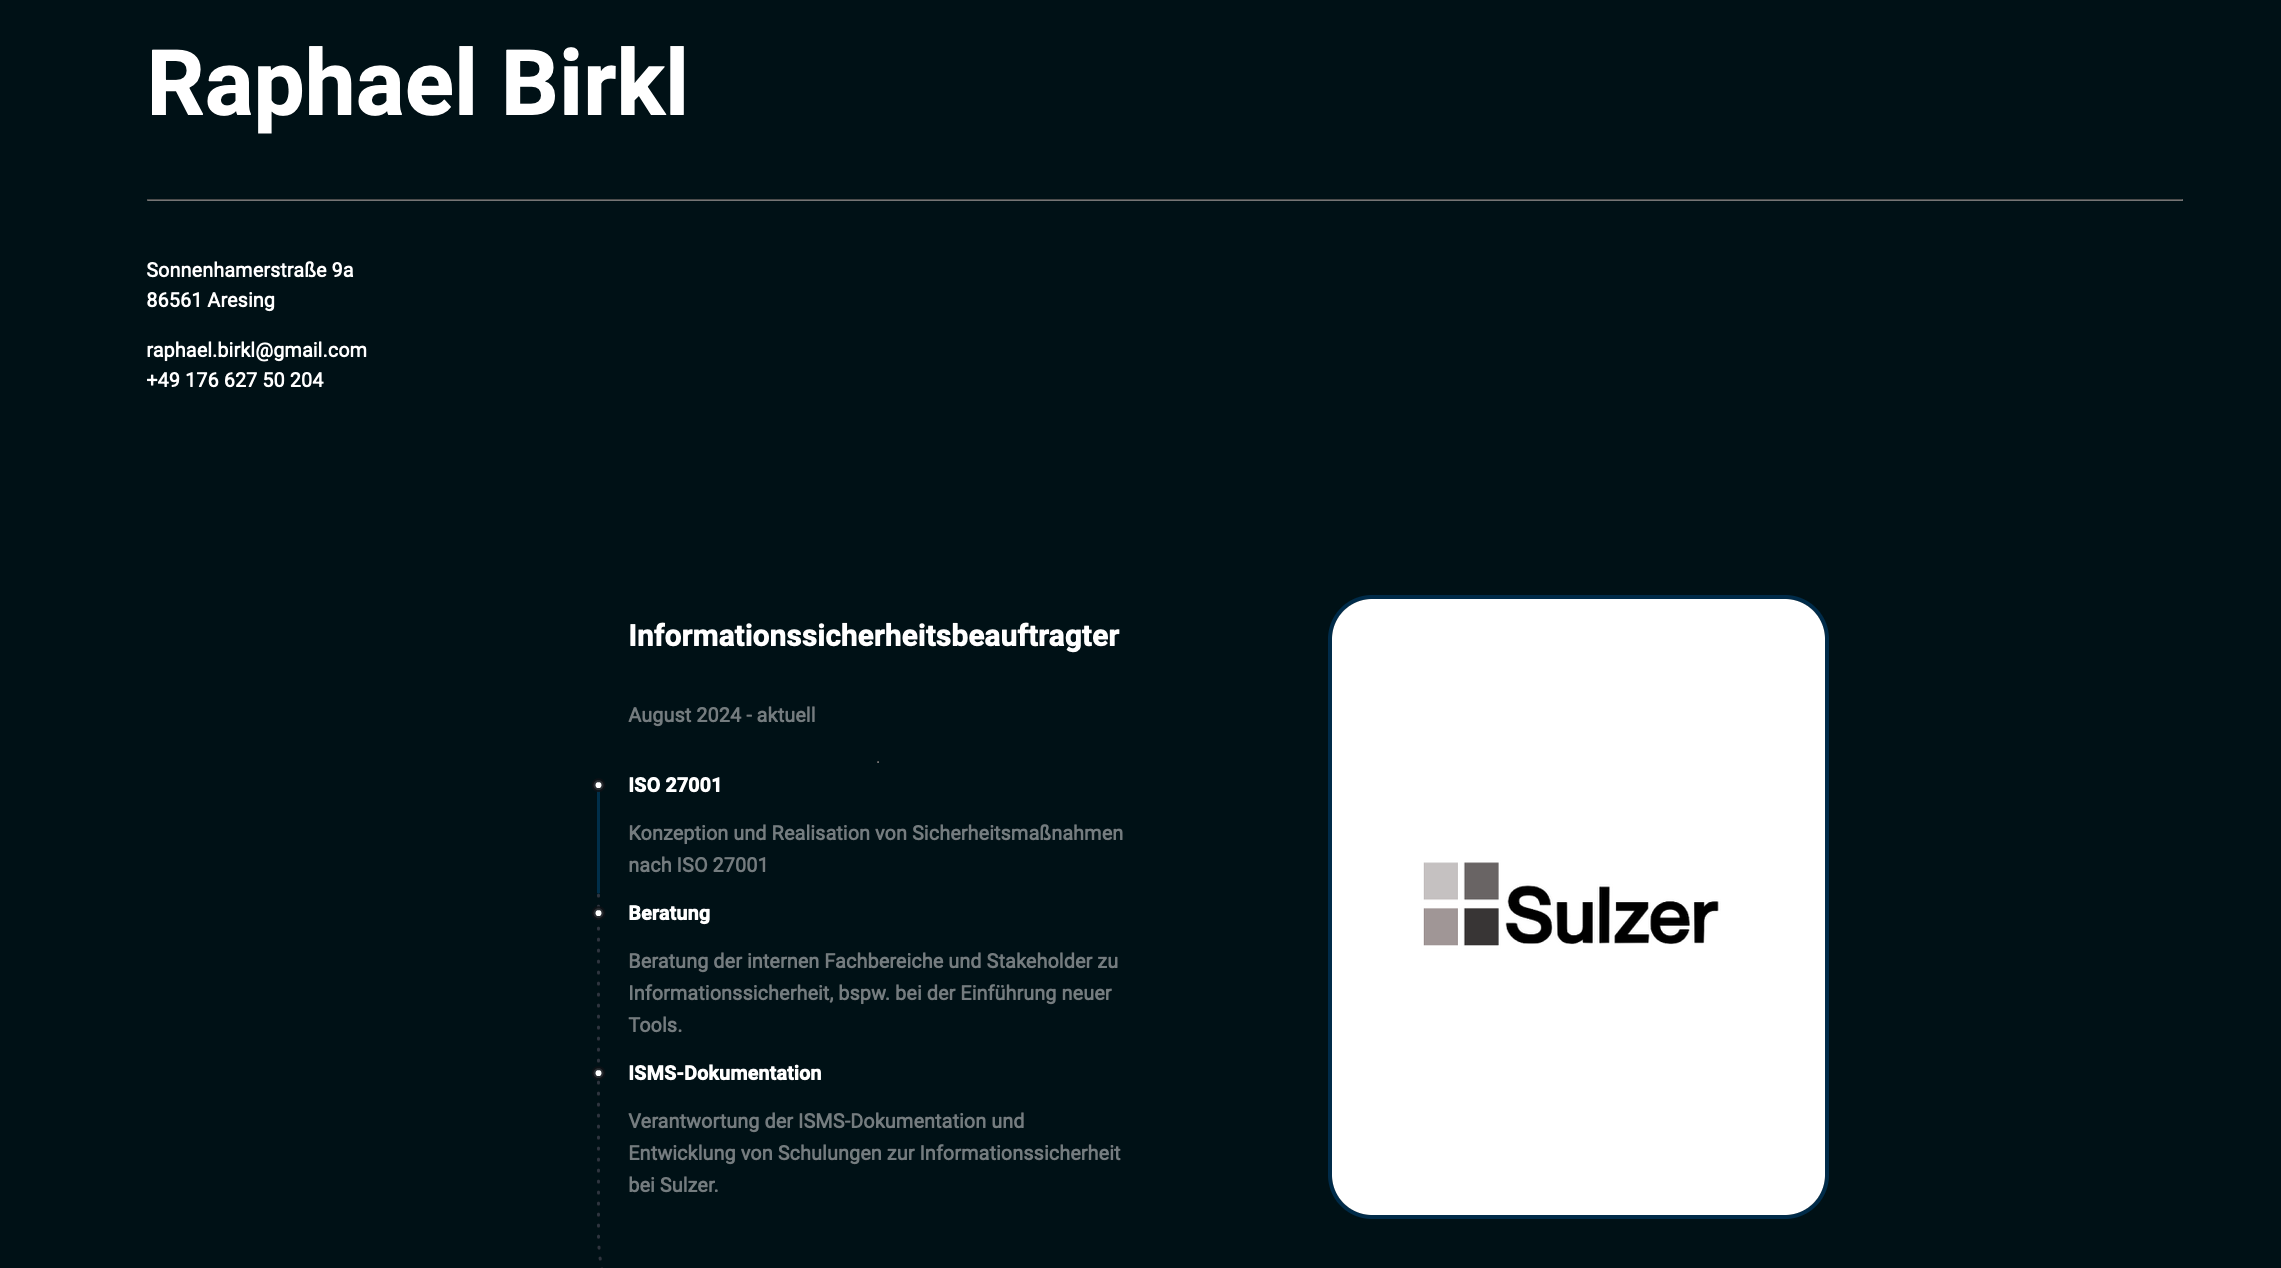 Raphael Birkl
Sonnenhamerstraße 9a
86561 Aresing
raphael.birkl@gmail.com
+49 176 627 50 204
Informationssicherheitsbeauftragter
August 2024 - aktuell
ISO 27001
Konzeption und Realisation von Sicherheitsmaßnahmen
nach ISO 27001
Beratung
Beratung der internen Fachbereiche und Stakeholder zu
Informationssicherheit, bspw. bei der Einführung neuer
Tools.
ISMS-Dokumentation
Verantwortung der ISMS-Dokumentation und
Entwicklung von Schulungen zur Informationssicherheit
bei Sulzer.
Sulzer